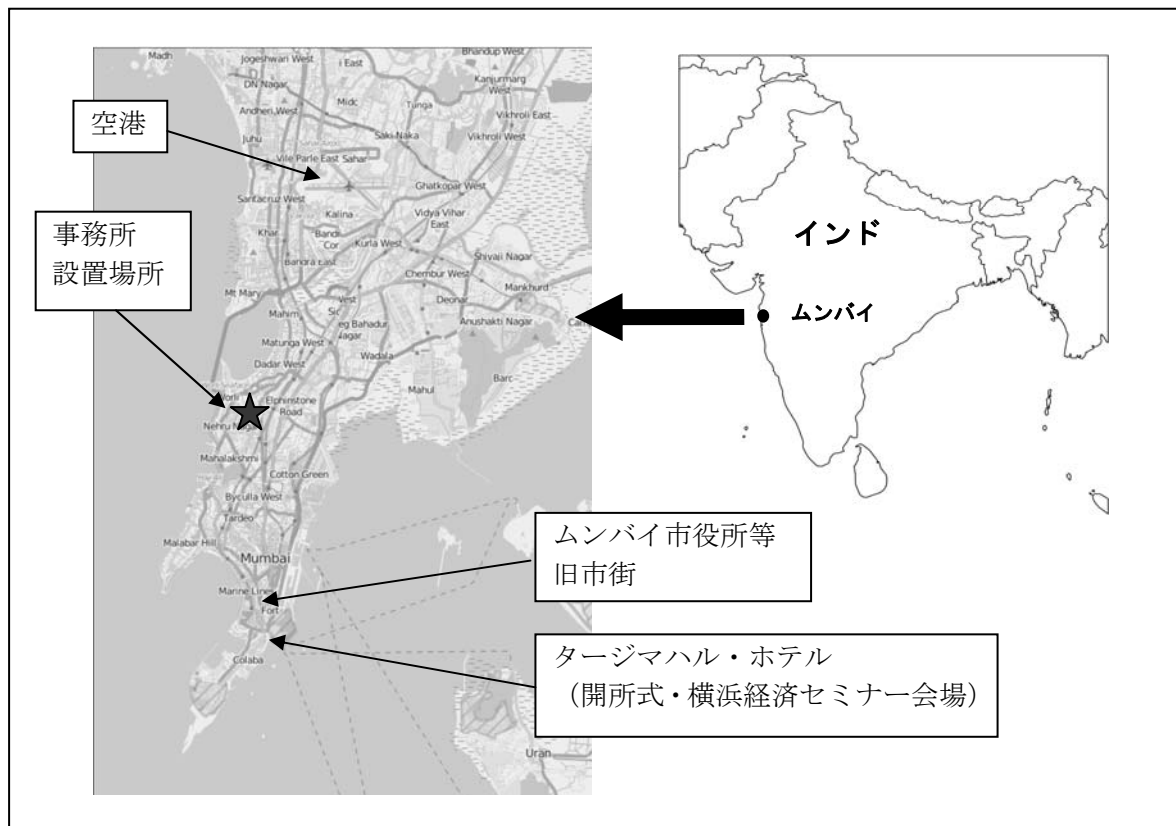 空港
事務所
設置場所
ムンバイ市役所等
旧市街
タージマハル・ホテル
（開所式・横浜経済セミナー会場）
インド
ムンバイ
Madh
Jogeshwari West
Bhandup West
Kanjurmarg
West
DN Nagar
Midc
Tunga
Andheri West
Vikhroli East
Saki-Naka
Vikhroli West
Juhu
Vile Parle East
Sahar
Ghatkopar West
Santacruz West
Kalina
Vidya Vihar
East
Khar
Kurla West
Bandra East
Shivaji Nagar
Chembur West
Mankhurd
Mt Mary
Deonar
Mahim
Anushakti Nagar
Matunga West
Wadala
Dadar West
Mahul
Barc
Elphinstone
Road
Mahalakshmi
Cotton Green
Byculla West
Tardeo
Malabar Hill
Mumbai
Marine Lines
Fort
Colaba
Uran